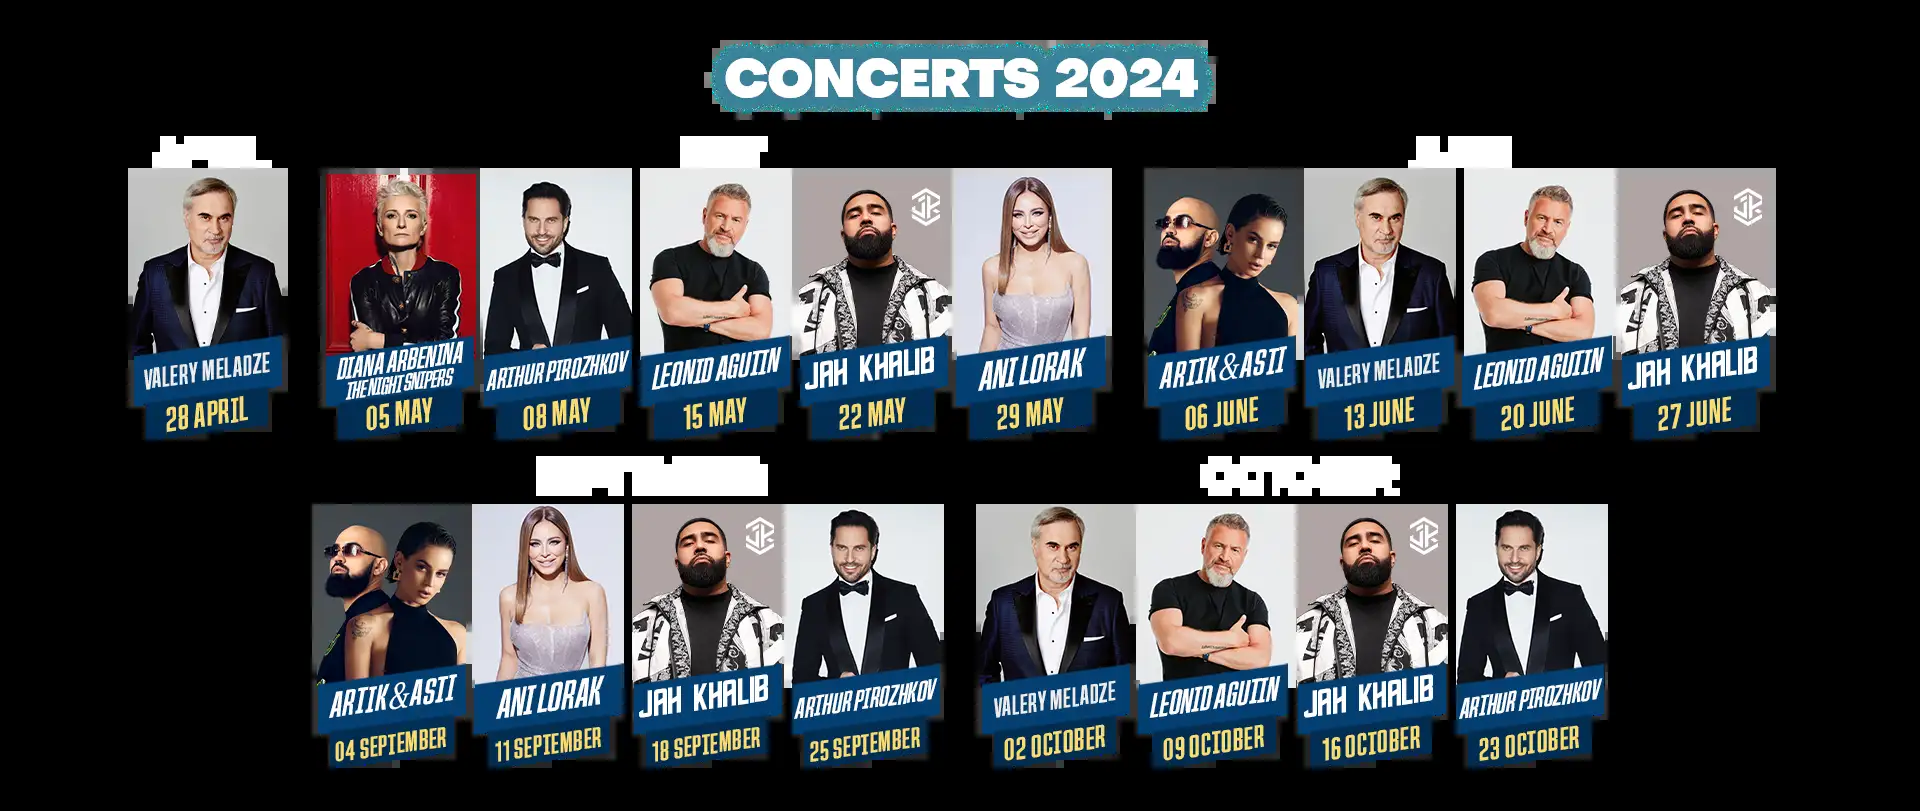 CONCERTS 2024
VALERY MELADZE
28 APRIL
DIANA ARBENINA
THE NIGHT SNIPERS
05 MAY
ARTHUR PIROZHKOV
08 MAY
LEONID AGUTIN
15 MAY
JAH KHALIB
22 MAY
ANI LORAK
29 MAY
ARTIK&ASTI
06 JUNE
VALERY MELADZE
13 JUNE
LEONID AGUTIN
20 JUNE
JAH KHALIB
27 JUNE
OCTOBER
ARTIK&ASTI
04 SEPTEMBER
ANI LORAK
11 SEPTEMBER
JAH KHALIB
18 SEPTEMBER
ARTHUR PIROZHKOV
25 SEPTEMBER
VALERY MELADZE
02 OCTOBER
LEONID AGUTIN
09 OCTOBER
JAH KHALIB
16 OCTOBER
ARTHUR PIROZHKOV
23 OCTOBER